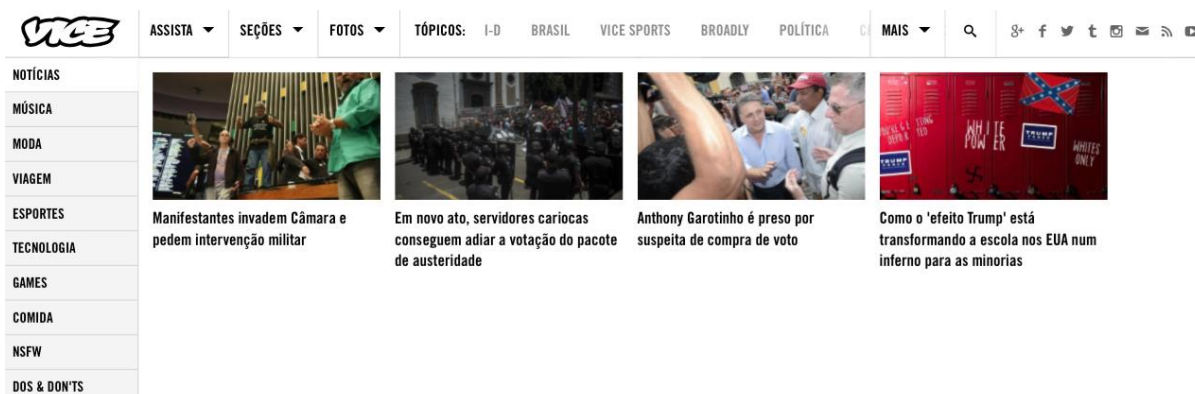 VICE
ASSISTA
SEÇÕES
FOTOS
TÓPICOS: I-D BRASIL VICE SPORTS BROADLY POLÍTICA
MAIS
NOTÍCIAS
MÚSICA
MODA
VIAGEM
ESPORTES
TECNOLOGIA
GAMES
COMIDA
NSFW
DOS & DON'TS
Manifestantes invadem Câmara e
pedem intervenção militar
Em novo ato, servidores cariocas
conseguem adiar a votação do pacote
de austeridade
Anthony Garotinho é preso por
suspeita de compra de voto
WHITE
POWER
TRUMP
WHITES
ONLY
TRUMP
Como o 'efeito Trump' está
transformando a escola nos EUA num
inferno para as minorias